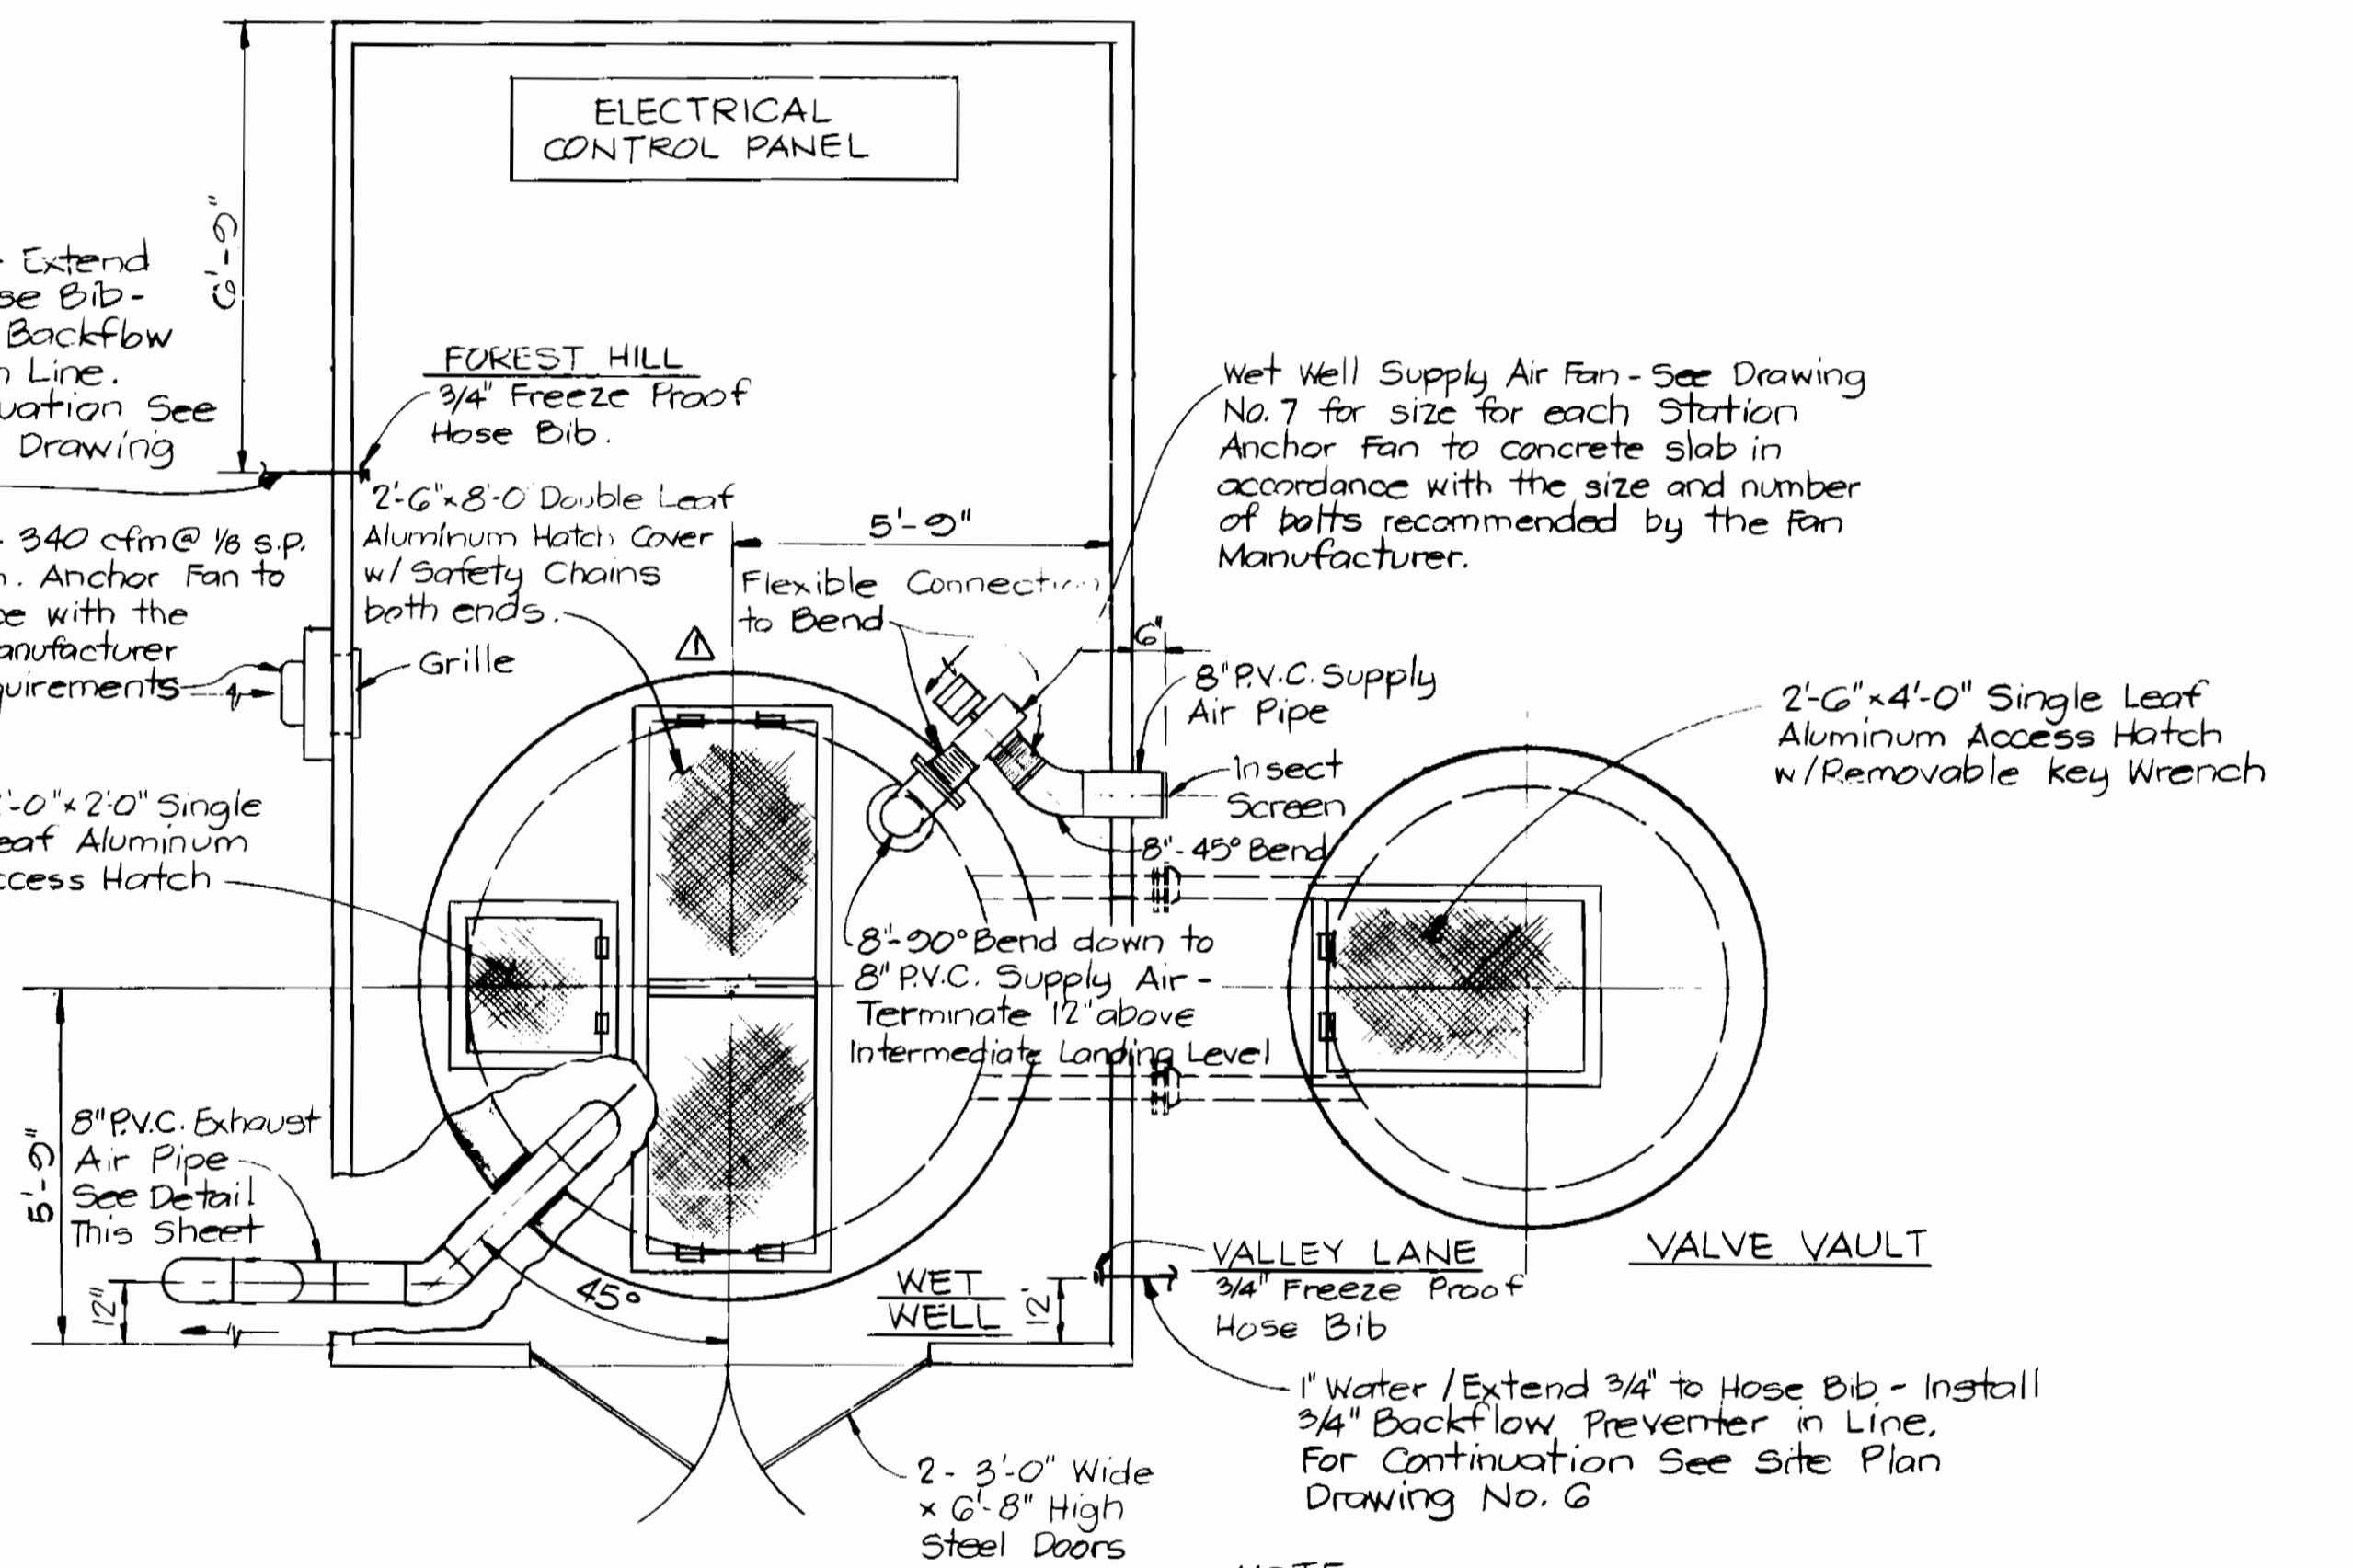 ELECTRICAL
CONTROL PANEL
6'-9"
Extend
se Bib-
Backflow
n Line.
uation See
Drawing
FOREST HILL
3/4" Freeze Proof
Hose Bib.
2'-6"x8'-0 Double Leaf
Aluminum Hatch Cover
w/ Safety Chains
both ends.
340 cfm@ 1/8 s.p.
n. Anchor Fan to
ce with the
anufacturer
quirements
Grille
5'-9"
Flexible Connection
to Bend
1
6"
Wet Well Supply Air Fan - See Drawing
No. 7 for size for each Station
Anchor Fan to concrete slab in
accordance with the size and number
of bolts recommended by the Fan
Manufacturer.
8" P.V.C. Supply
Air Pipe
Insect
Screen
8"-45° Bend
2'-6"x4'-0" Single Leaf
Aluminum Access Hatch
w/Removable Key Wrench
'-0"x2'0" Single
eaf Aluminum
ccess Hatch
8"-90° Bend down to
8" P.V.C. Supply Air -
Terminate 12" above
Intermediate Landing Level
5'-9"
8" P.V.C. Exhaust
Air Pipe
See Detail
This Sheet
12"
45°
WET
WELL
12"
VALLEY LANE
3/4" Freeze Proof
Hose Bib
VALVE VAULT
1" Water / Extend 3/4" to Hose Bib - Install
3/4" Backflow Preventer in Line.
For Continuation See Site Plan
Drawing No. 6
2- 3'-0" Wide
x 6'-8" High
Steel Doors